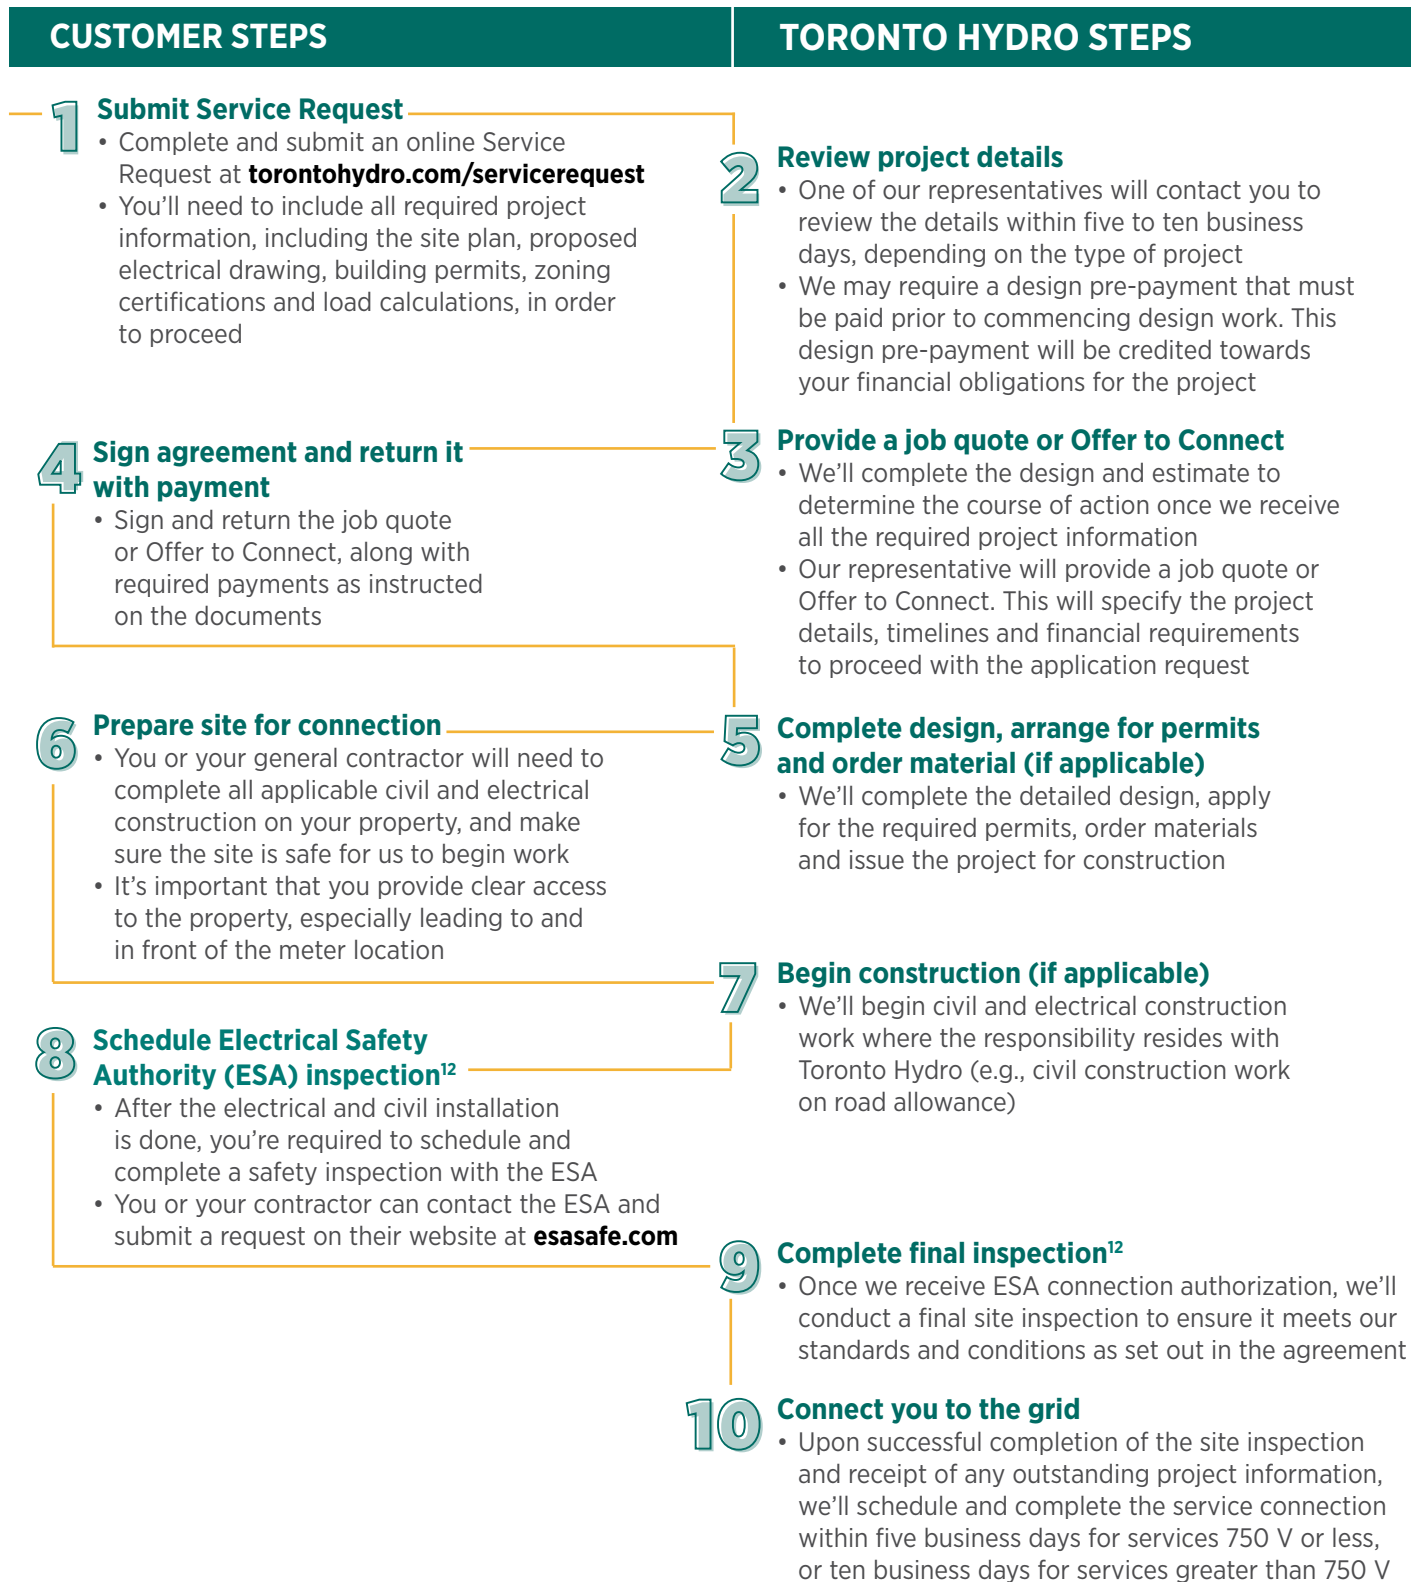 CUSTOMER STEPS
TORONTO HYDRO STEPS
1 Submit Service Request
• Complete and submit an online Service
Request at torontohydro.com/servicerequest
• You'll need to include all required project
information, including the site plan, proposed
electrical drawing, building permits, zoning
certifications and load calculations, in order
to proceed
2 Review project details
• One of our representatives will contact you to
review the details within five to ten business
days, depending on the type of project
• We may require a design pre-payment that must
be paid prior to commencing design work. This
design pre-payment will be credited towards
your financial obligations for the project
3 Provide a job quote or Offer to Connect
• We'll complete the design and estimate to
determine the course of action once we receive
all the required project information
• Our representative will provide a job quote or
Offer to Connect. This will specify the project
details, timelines and financial requirements
to proceed with the application request
4 Sign agreement and return it
with payment
• Sign and return the job quote
or Offer to Connect, along with
required payments as instructed
on the documents
5 Complete design, arrange for permits
and order material (if applicable)
• We'll complete the detailed design, apply
for the required permits, order materials
and issue the project for construction
6 Prepare site for connection
• You or your general contractor will need to
complete all applicable civil and electrical
construction on your property, and make
sure the site is safe for us to begin work
• It's important that you provide clear access
to the property, especially leading to and
in front of the meter location
7 Begin construction (if applicable)
• We'll begin civil and electrical construction
work where the responsibility resides with
Toronto Hydro (e.g., civil construction work
on road allowance)
8 Schedule Electrical Safety
Authority (ESA) inspection¹²
• After the electrical and civil installation
is done, you're required to schedule and
complete a safety inspection with the ESA
• You or your contractor can contact the ESA and
submit a request on their website at esasafe.com
9 Complete final inspection¹²
• Once we receive ESA connection authorization, we'll
conduct a final site inspection to ensure it meets our
standards and conditions as set out in the agreement
10 Connect you to the grid
• Upon successful completion of the site inspection
and receipt of any outstanding project information,
we'll schedule and complete the service connection
within five business days for services 750 V or less,
or ten business days for services greater than 750 V